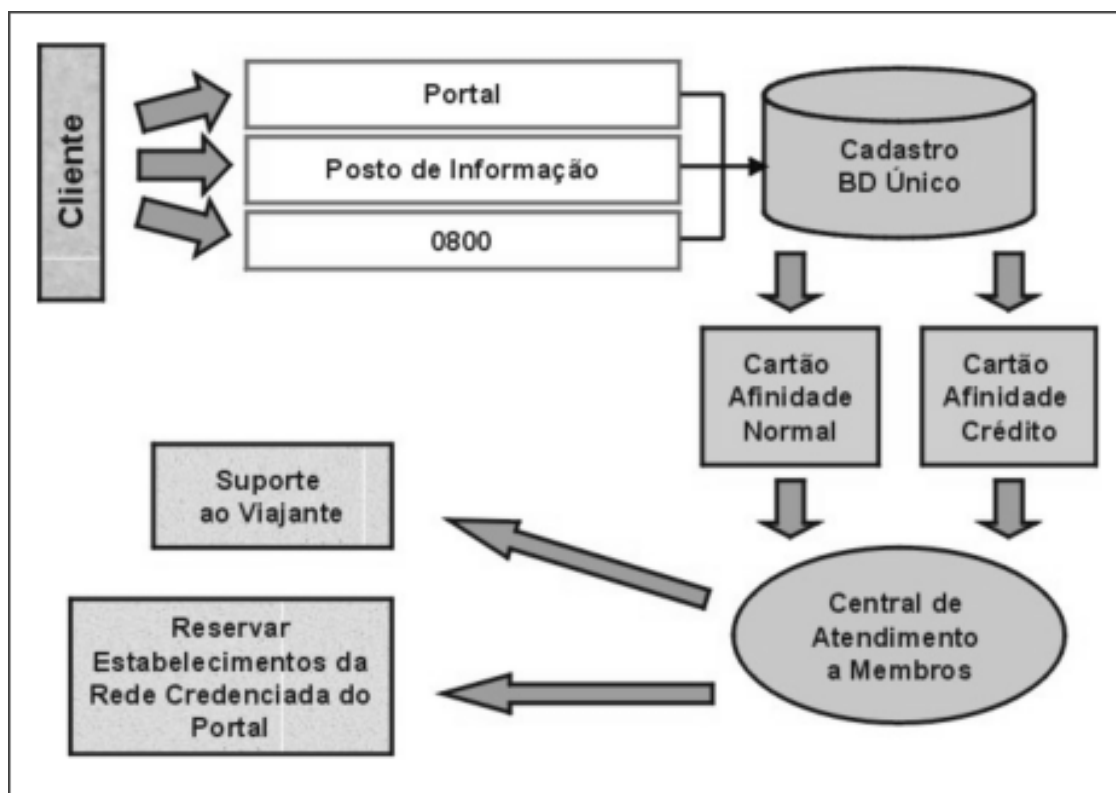 Cliente
Portal
Posto de Informação
0800
Cadastro
BD Único
Cartão
Afinidade
Normal
Cartão
Afinidade
Crédito
Suporte
ao Viajante
Central de
Atendimento
a Membros
Reservar
Estabelecimentos da
Rede Credenciada do
Portal